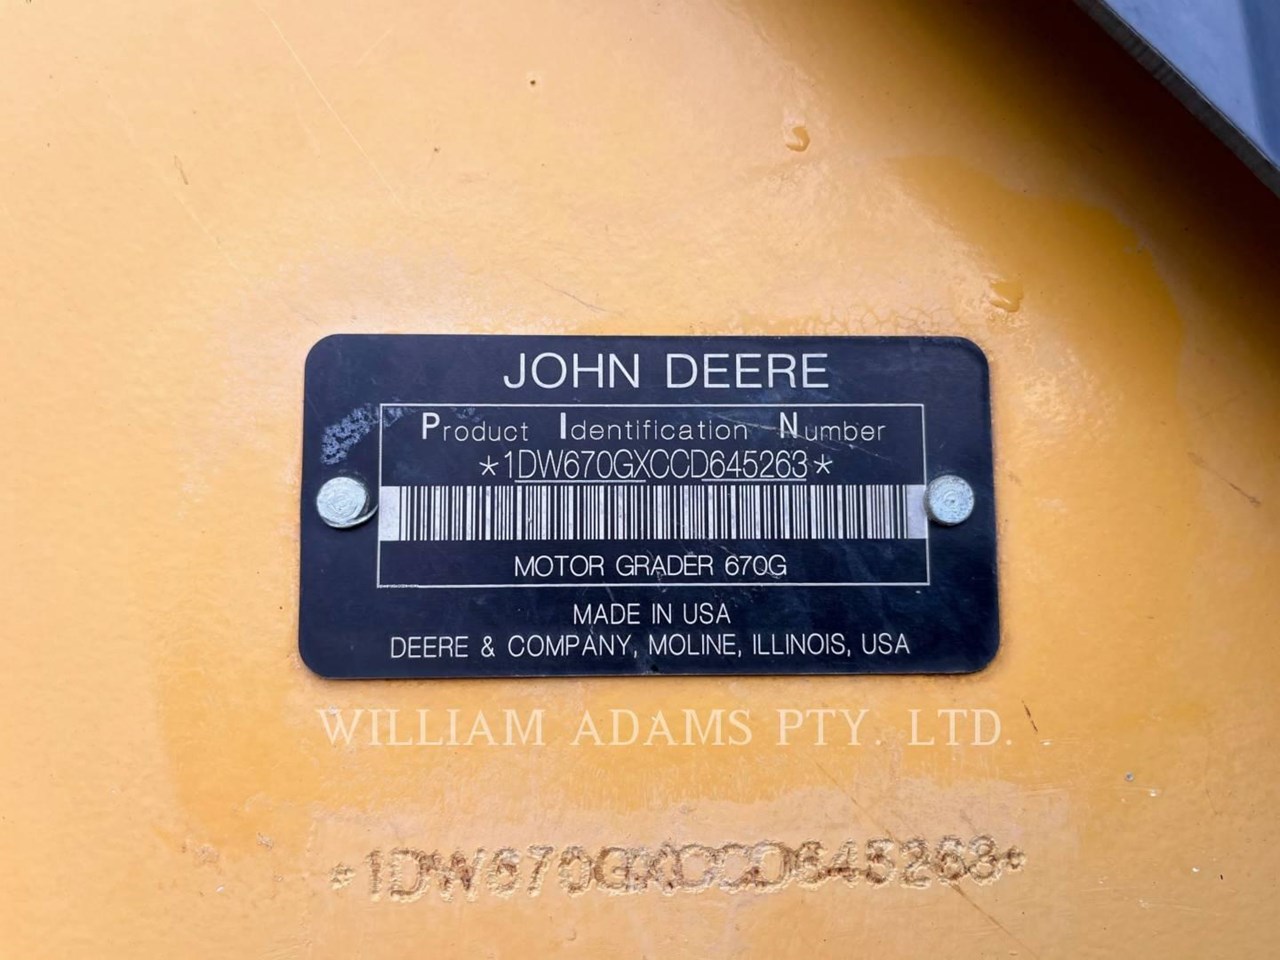 JOHN DEERE
Product Identification Number
*1DW670GXCCD645263*
MOTOR GRADER 670G
MADE IN USA
DEERE & COMPANY, MOLINE, ILLINOIS, USA
WILLIAM ADAMS PTY. LTD.
*1DW670GXCCD645263*